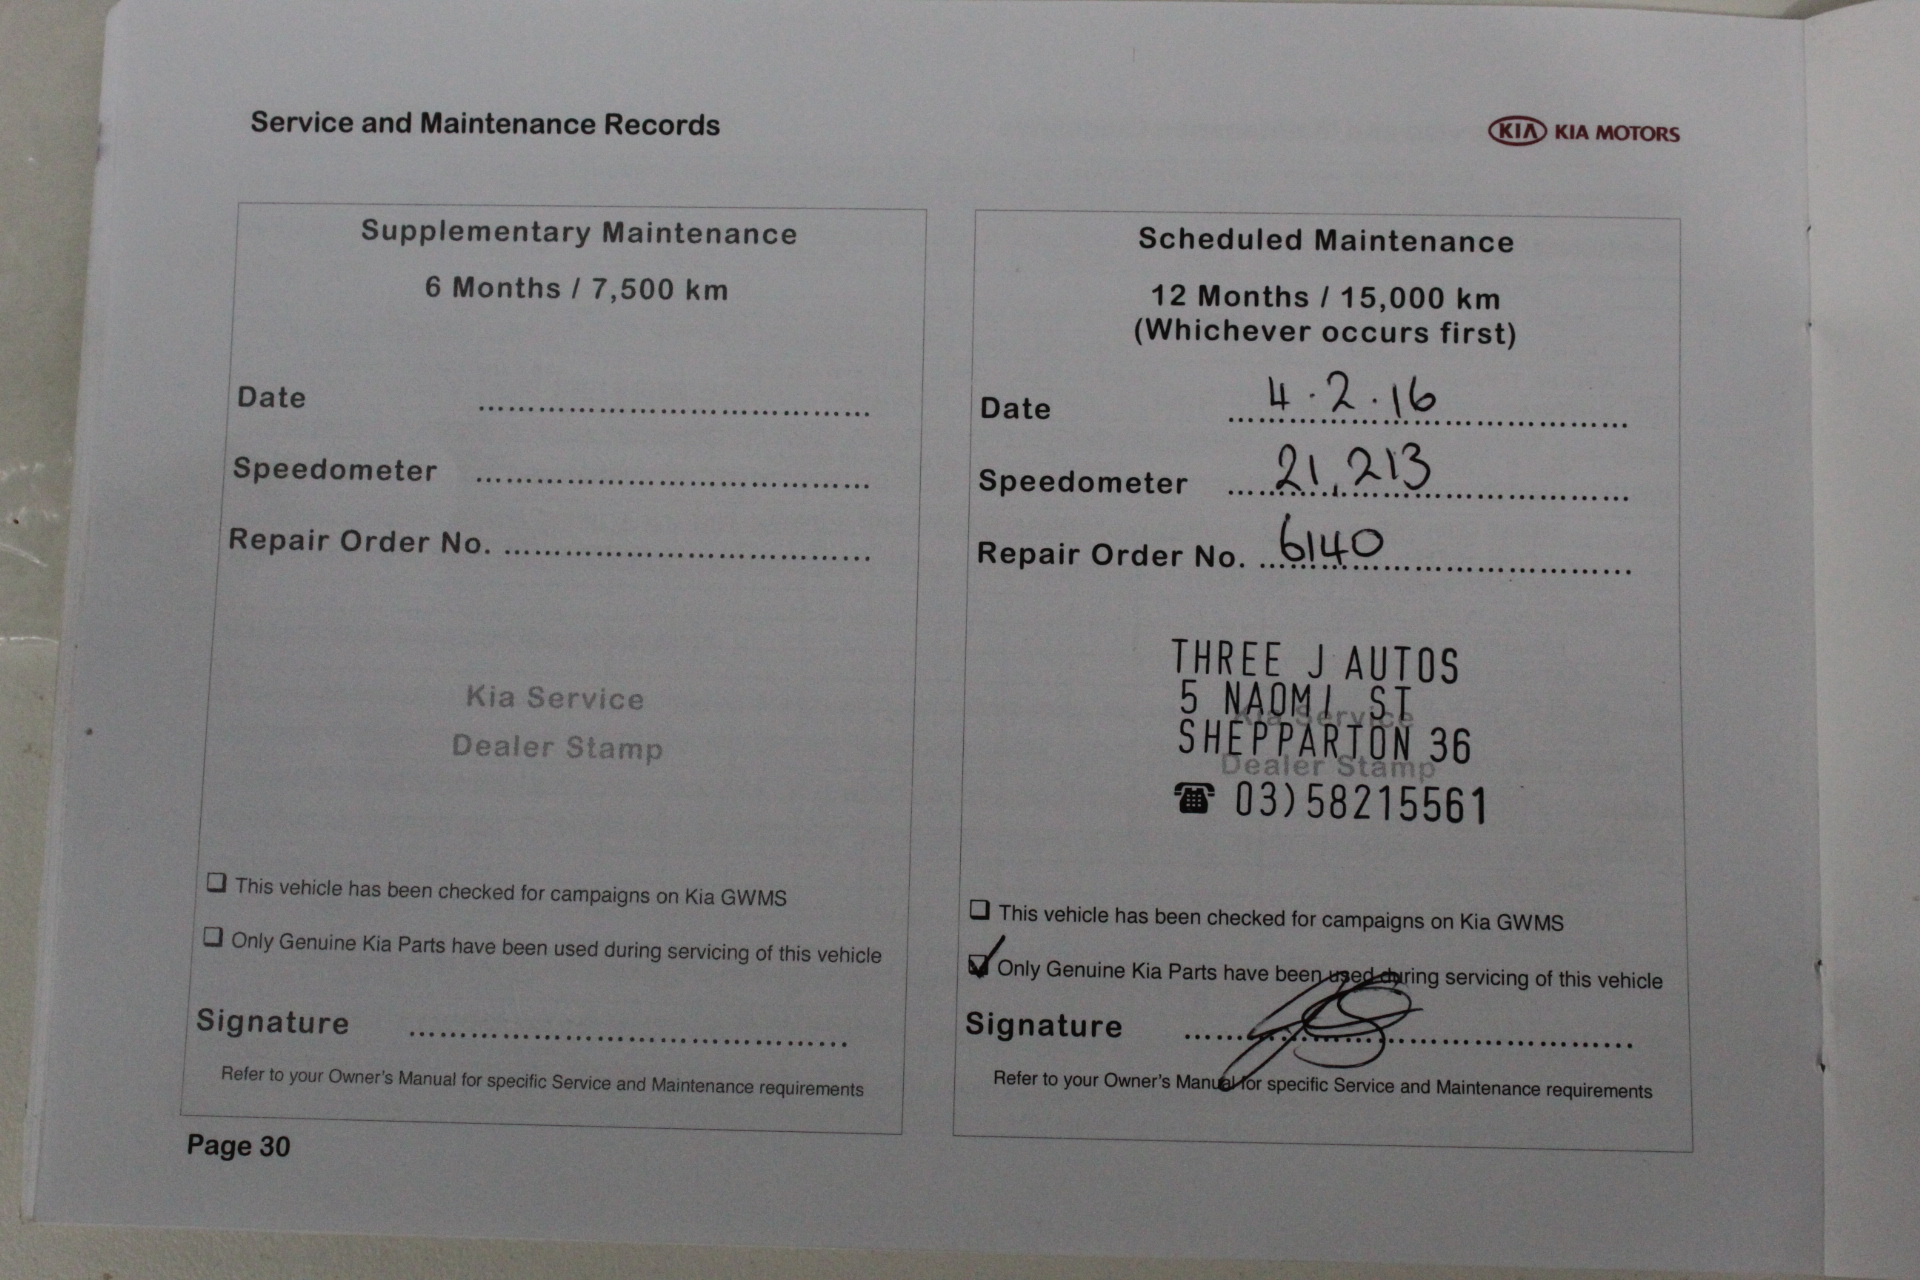 Service and Maintenance Records
KIA KIA MOTORS
Supplementary Maintenance
6 Months / 7,500 km
Date ......................................
Speedometer ......................................
Repair Order No. ....................................
Kia Service
Dealer Stamp
❑ This vehicle has been checked for campaigns on Kia GWMS
❑ Only Genuine Kia Parts have been used during servicing of this vehicle
Signature ..........................................
Refer to your Owner's Manual for specific Service and Maintenance requirements
Scheduled Maintenance
12 Months / 15,000 km
(Whichever occurs first)
Date 4.2.16
Speedometer 21,213
Repair Order No. 6140
THREE J AUTOS
5 NAOMI ST
Kia Service
SHEPPARTON 36
Dealer Stamp
☎ 03)58215561
❑ This vehicle has been checked for campaigns on Kia GWMS
☑ Only Genuine Kia Parts have been used during servicing of this vehicle
Signature
Refer to your Owner's Manual for specific Service and Maintenance requirements
Page 30